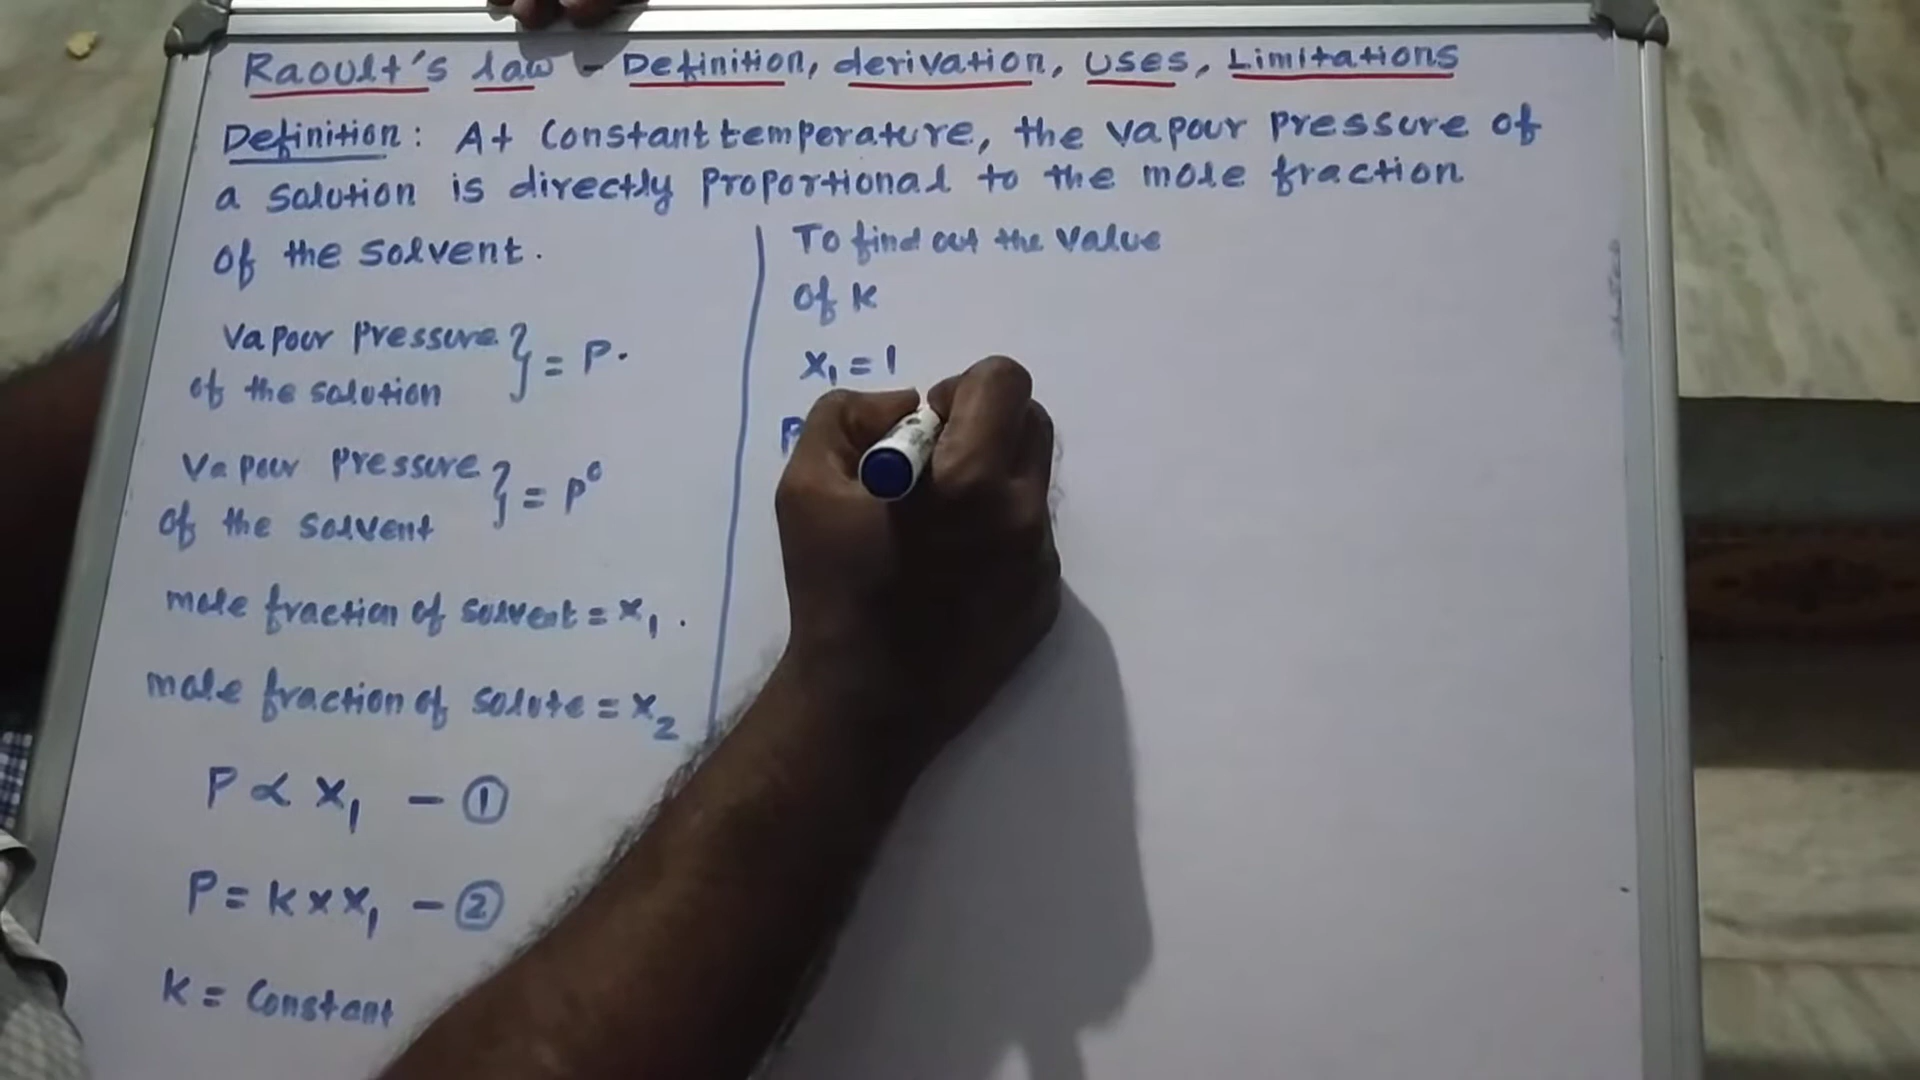 Raoult's law - Definition, derivation, uses, Limitations
Definition: At Constant temperature, the vapour pressure of
a solution is directly proportional to the mole fraction
of the solvent.
Vapour pressure
of the solution } = P.
Vapour pressure
of the solvent } = P⁰
mole fraction of solvent = x₁.
mole fraction of solute = x₂
P ∝ x₁ - ①
P = k × x₁ - ②
k = Constant
To find out the value
of k
x₁ = 1
P